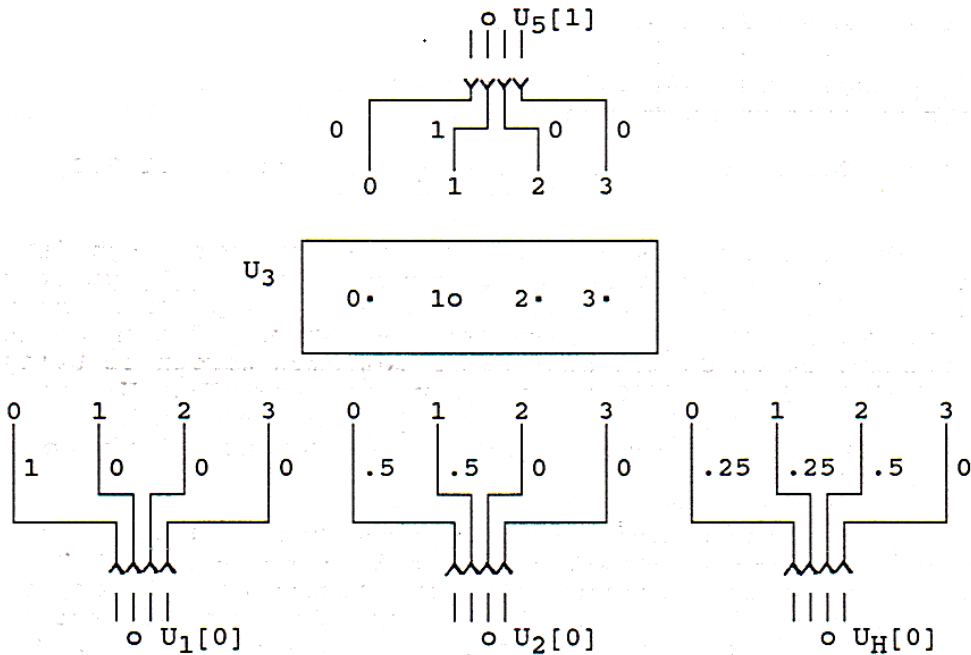 o U5[1]
0 1 0 0
0 1 2 3
U3
0 1o 2 3
0 1 2 3 0 1 2 3 0 1 2 3
1 0 0 0 .5 .5 0 0 .25 .25 .5 0
o U1[0] o U2[0] o UH[0]